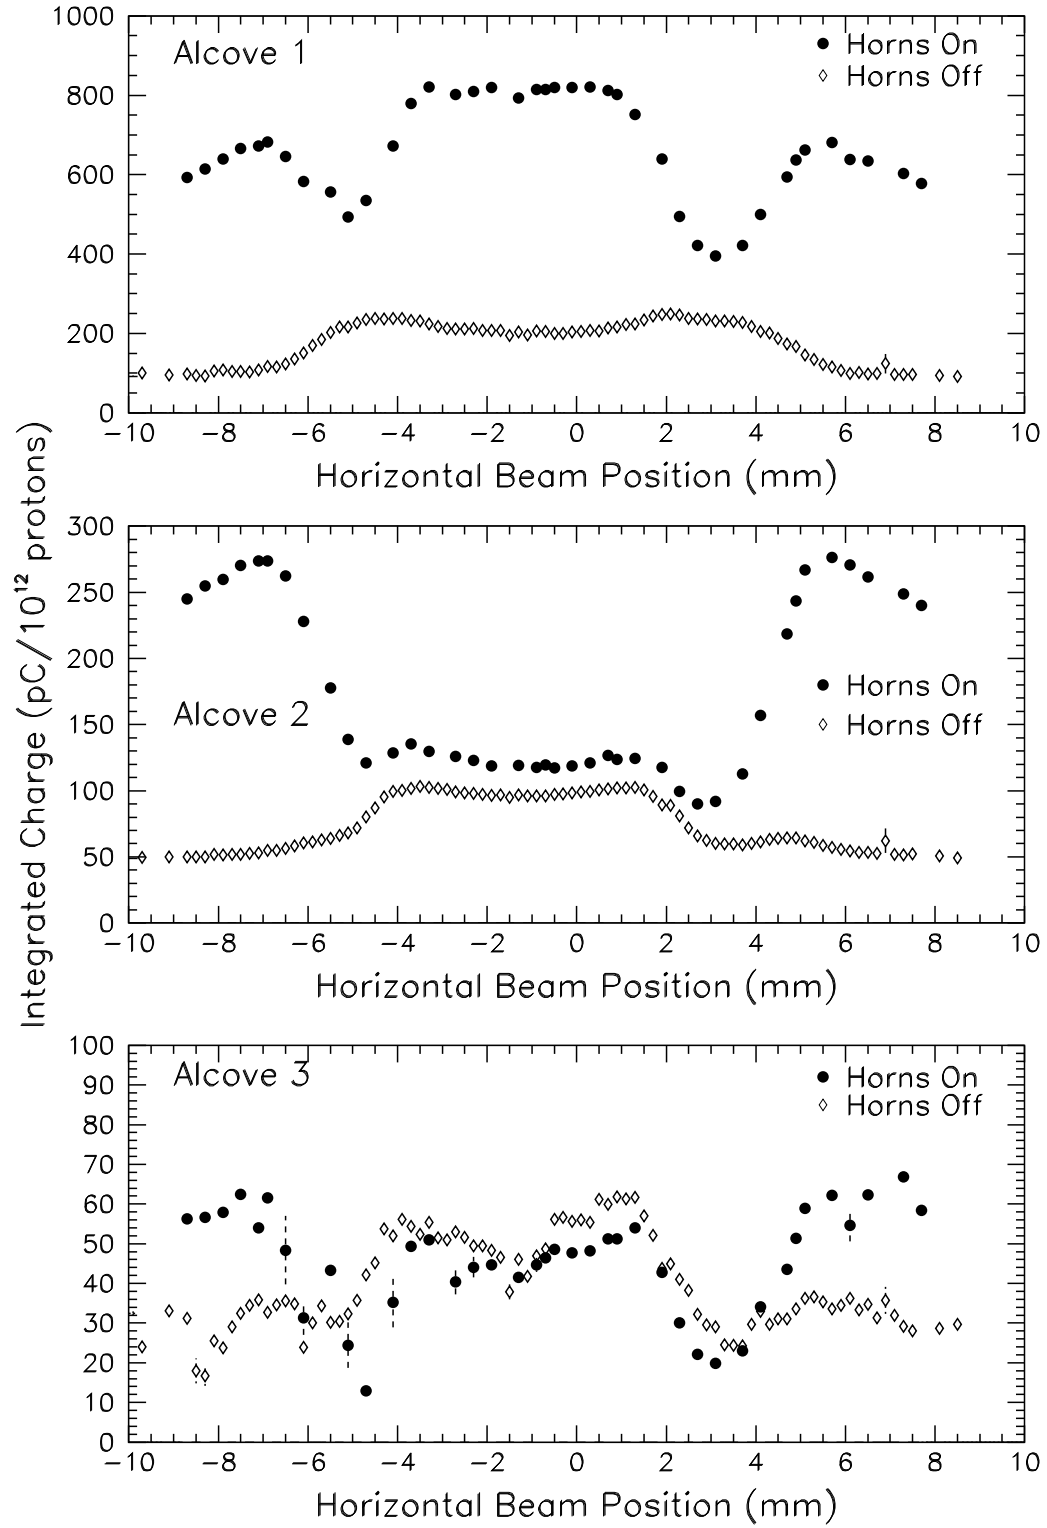 Integrated Charge (pC/10¹² protons)
Alcove 1
● Horns On
◇ Horns Off
1000
800
600
400
200
0
−10 −8 −6 −4 −2 0 2 4 6 8 10
Horizontal Beam Position (mm)
300
250
200
150
100
50
0
Alcove 2
● Horns On
◇ Horns Off
−10 −8 −6 −4 −2 0 2 4 6 8 10
Horizontal Beam Position (mm)
100
90
80
70
60
50
40
30
20
10
0
Alcove 3
● Horns On
◇ Horns Off
−10 −8 −6 −4 −2 0 2 4 6 8 10
Horizontal Beam Position (mm)